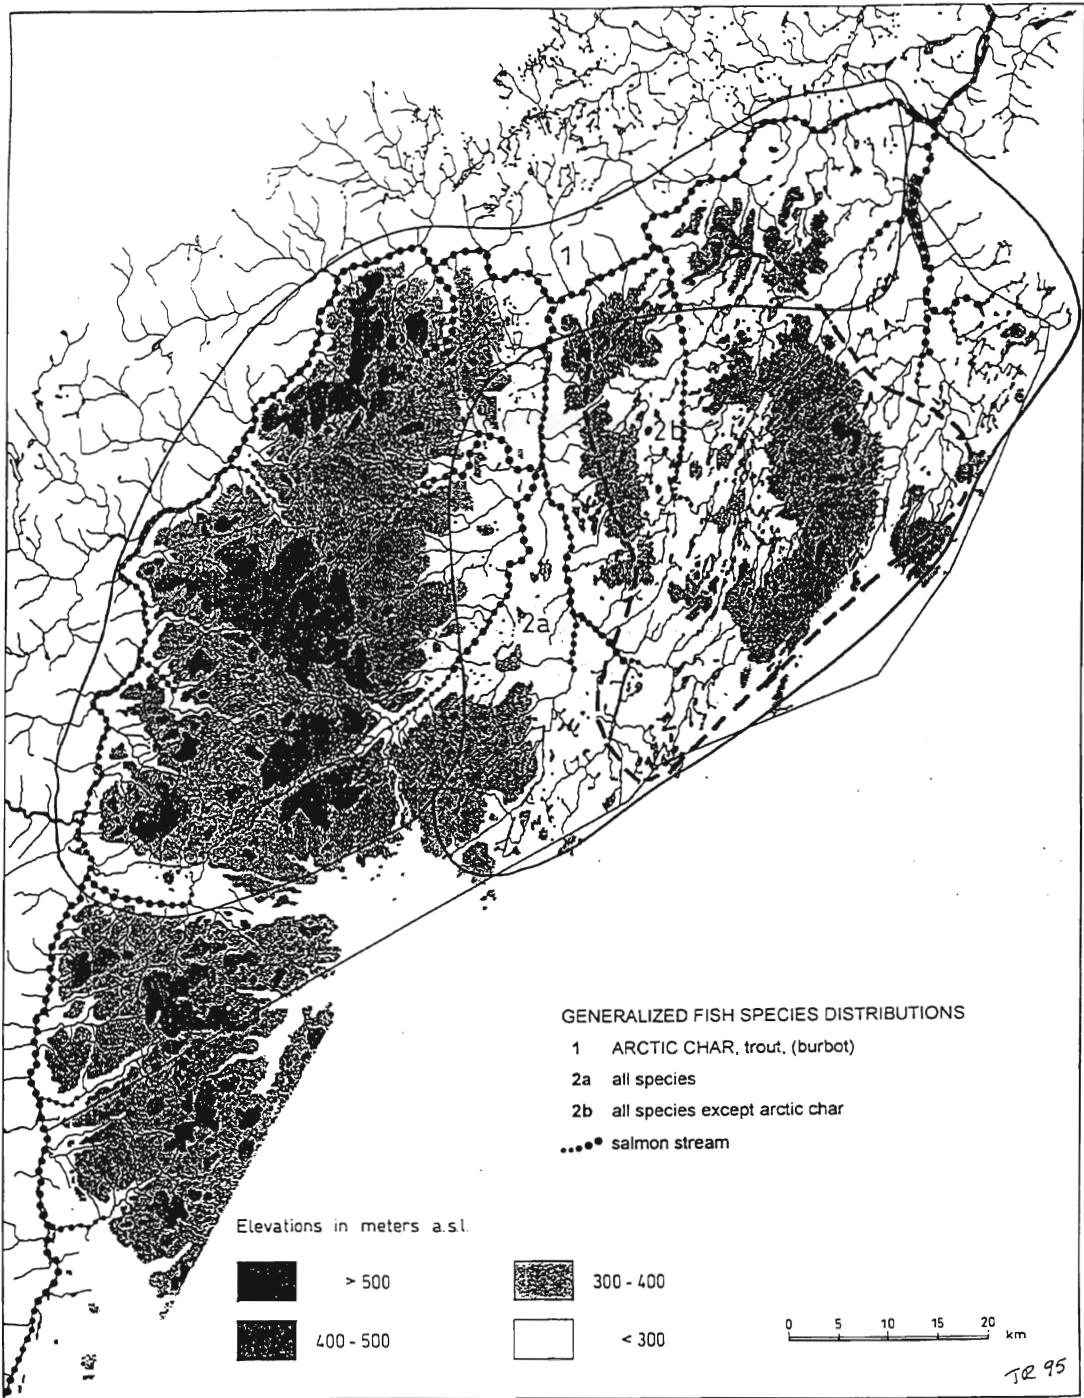 1
2b
2a
GENERALIZED FISH SPECIES DISTRIBUTIONS
1 ARCTIC CHAR, trout, (burbot)
2a all species
2b all species except arctic char
salmon stream
Elevations in meters a.s.l.
> 500
300 - 400
400 - 500
< 300
0 5 10 15 20 km
JR 95